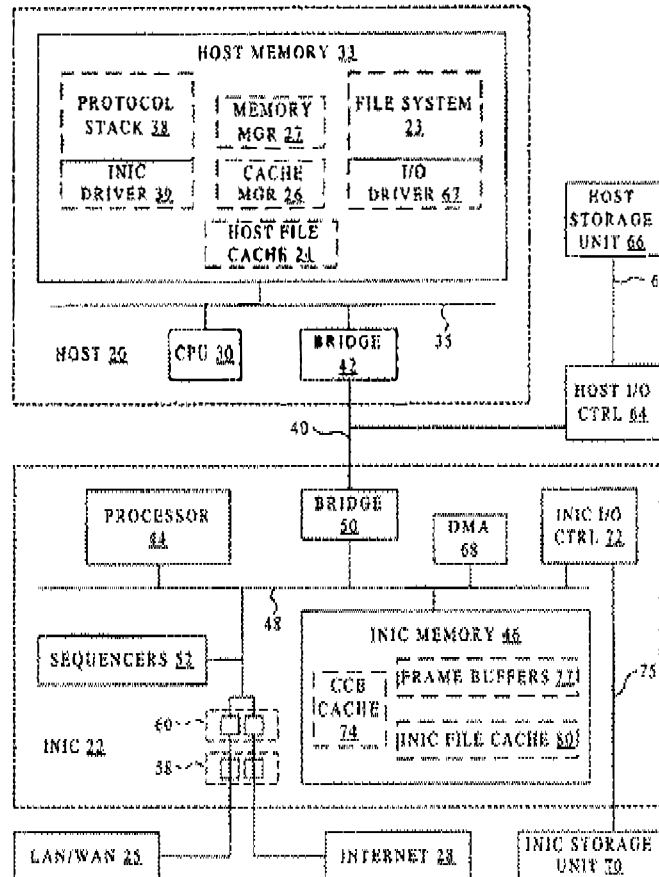 HOST MEMORY 33
PROTOCOL
STACK 38
INIC
DRIVER 39
MEMORY
MGR 27
CACHE
MGR 26
FILE SYSTEM
23
I/O
DRIVER 67
HOST FILE
CACHE 24
35
HOST 20
CPU 30
BRIDGE
42
HOST
STORAGE
UNIT 66
6
HOST I/O
CTRL 64
40
PROCESSOR
44
BRIDGE
50
DMA
68
INIC I/O
CTRL 72
48
SEQUENCERS 52
INIC MEMORY 46
CCB
CACHE
74
FRAME BUFFERS 77
INIC FILE CACHE 80
75
60
58
INIC 22
LAN/WAN 25
INTERNET 28
INIC STORAGE
UNIT 70